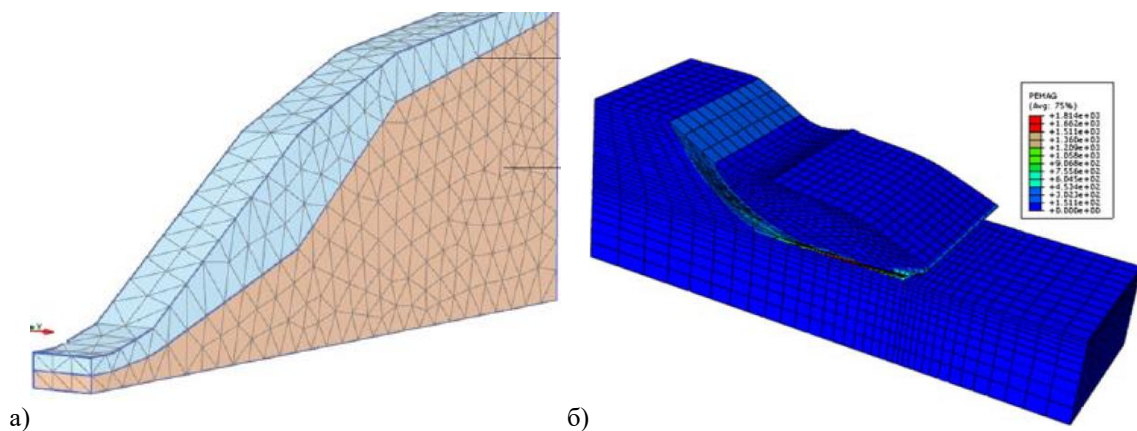 PEMAG
(Avg: 75%)
+1.814e+03
+1.662e+03
+1.511e+03
+1.360e+03
+1.209e+03
+1.058e+03
+9.068e+02
+7.556e+02
+6.045e+02
+4.534e+02
+3.023e+02
+1.511e+02
+0.000e+00
Y
а)
б)